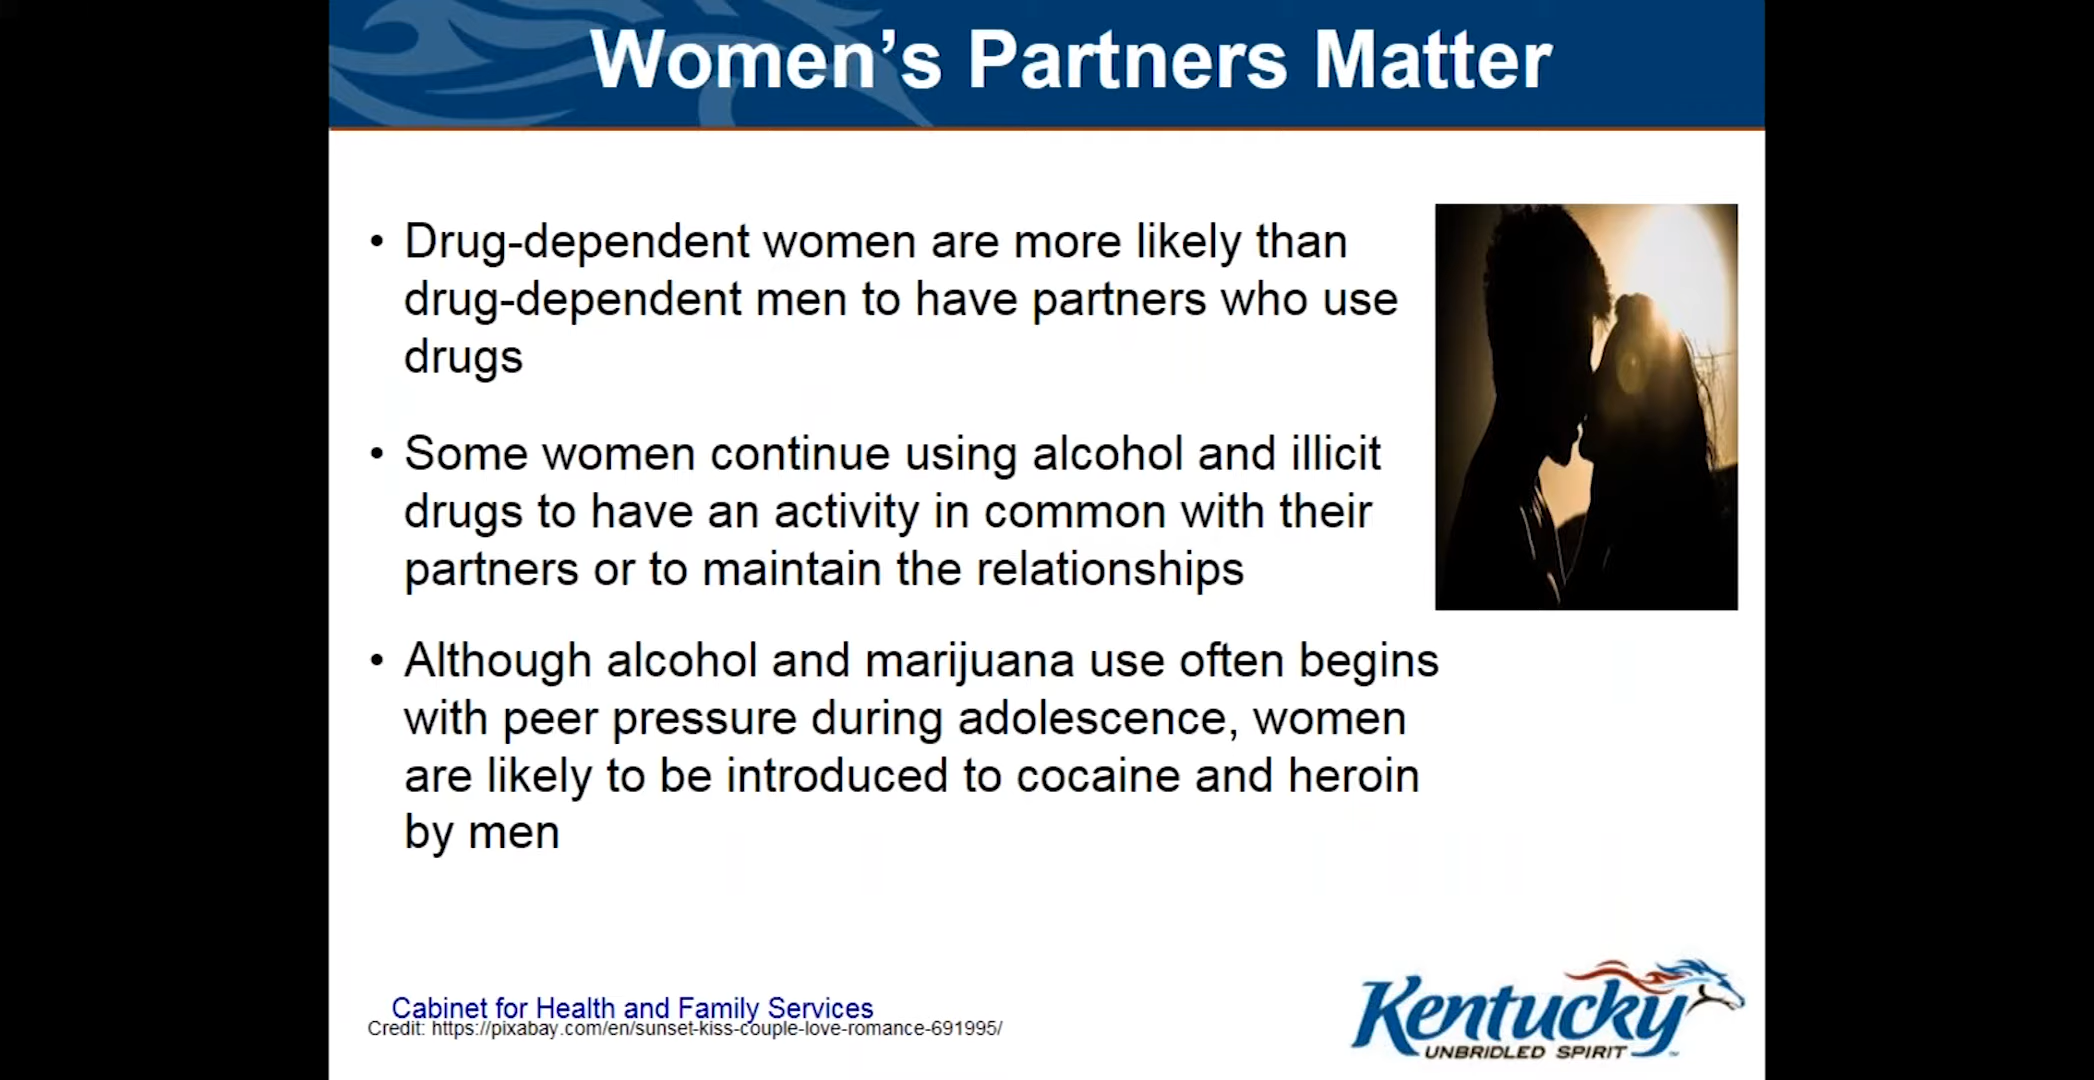 Women’s Partners Matter
• Drug-dependent women are more likely than
drug-dependent men to have partners who use
drugs
• Some women continue using alcohol and illicit
drugs to have an activity in common with their
partners or to maintain the relationships
• Although alcohol and marijuana use often begins
with peer pressure during adolescence, women
are likely to be introduced to cocaine and heroin
by men
Cabinet for Health and Family Services
Credit: https://pixabay.com/en/sunset-kiss-couple-love-romance-691995/
Kentucky
UNBRIDLED SPIRIT™